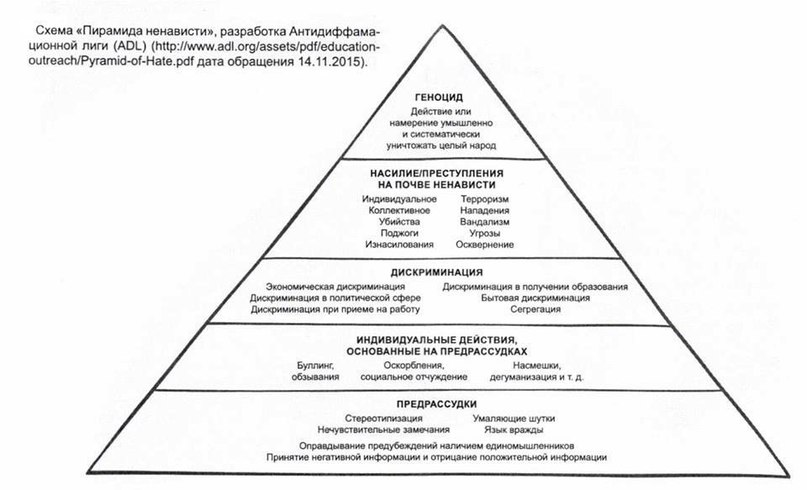 Схема «Пирамида ненависти», разработка Антидиффама-
ционной лиги (ADL) (http://www.adl.org/assets/pdf/education-
outreach/Pyramid-of-Hate.pdf дата обращения 14.11.2015).
ГЕНОЦИД
Действие или
намерение умышленно
и систематически
уничтожать целый народ
НАСИЛИЕ/ПРЕСТУПЛЕНИЯ
НА ПОЧВЕ НЕНАВИСТИ
Индивидуальное Терроризм
Коллективное Нападения
Убийства Вандализм
Поджоги Угрозы
Изнасилования Осквернение
ДИСКРИМИНАЦИЯ
Экономическая дискриминация Дискриминация в получении образования
Дискриминация в политической сфере Бытовая дискриминация
Дискриминация при приеме на работу Сегрегация
ИНДИВИДУАЛЬНЫЕ ДЕЙСТВИЯ,
ОСНОВАННЫЕ НА ПРЕДРАССУДКАХ
Буллинг, Оскорбления, Насмешки,
обзывания социальное отчуждение дегуманизация и т. д.
ПРЕДРАССУДКИ
Стереотипизация Умаляющие шутки
Нечувствительные замечания Язык вражды
Оправдывание предубеждений наличием единомышленников
Принятие негативной информации и отрицание положительной информации